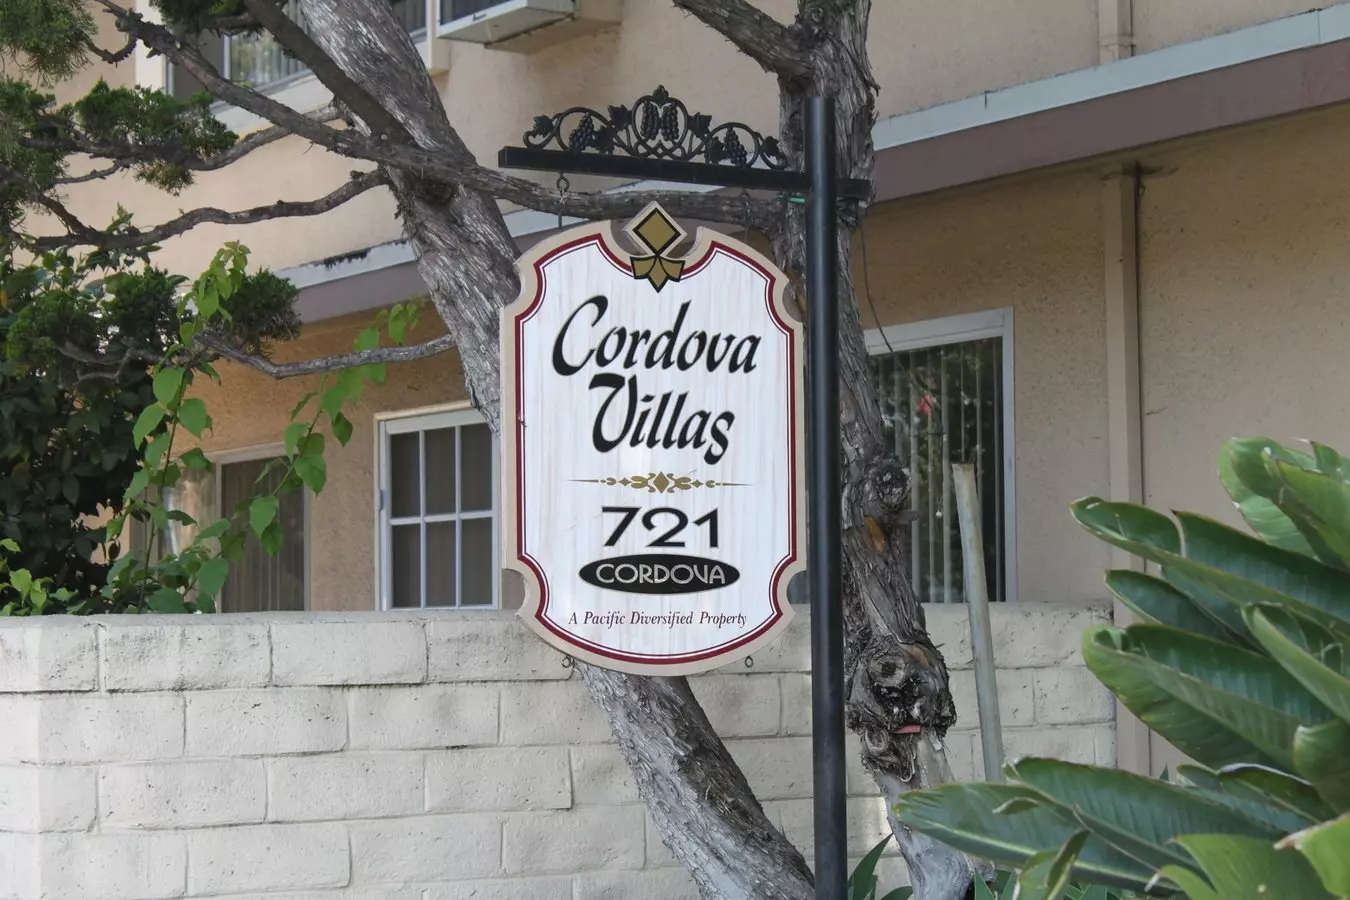 Cordova
Villas
721
CORDOVA
A Pacific Diversified Property